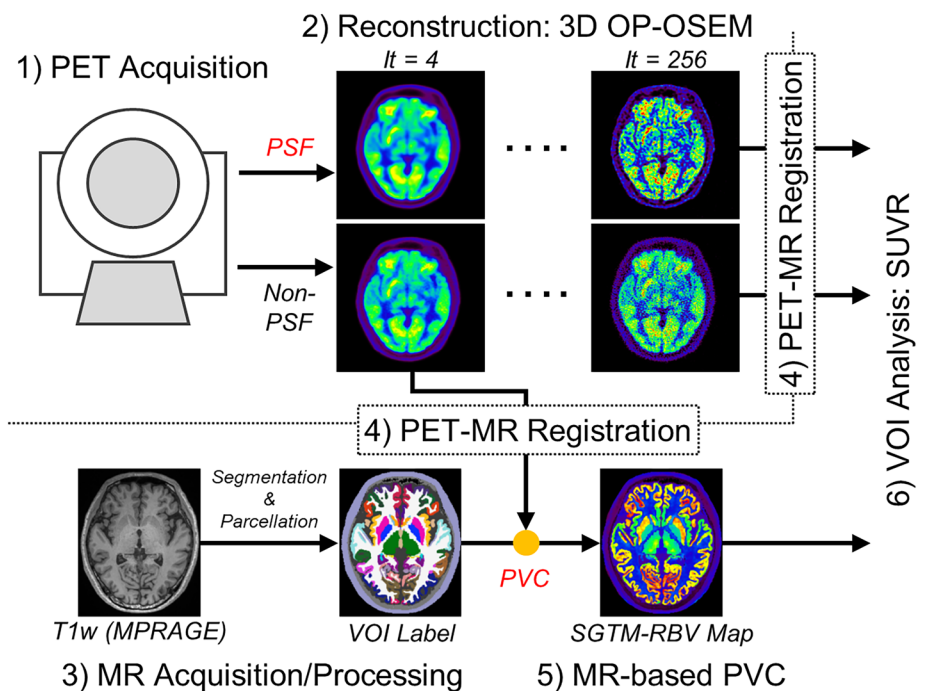 2) Reconstruction: 3D OP-OSEM
1) PET Acquisition
It = 4
It = 256
PSF
Non-
PSF
4) PET-MR Registration
6) VOI Analysis: SUVR
4) PET-MR Registration
Segmentation
&
Parcellation
PVC
T1w (MPRAGE)
VOI Label
SGTM-RBV Map
3) MR Acquisition/Processing
5) MR-based PVC